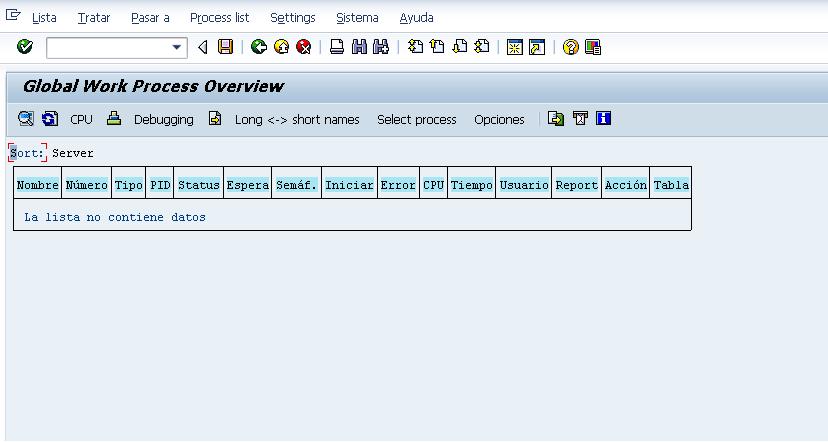 Lista Tratar Pasar a Process list Settings Sistema Ayuda
Global Work Process Overview
CPU Debugging Long <-> short names Select process Opciones
Sort: Server
Nombre Número Tipo PID Status Espera Semáf. Iniciar Error CPU Tiempo Usuario Report Acción Tabla
La lista no contiene datos